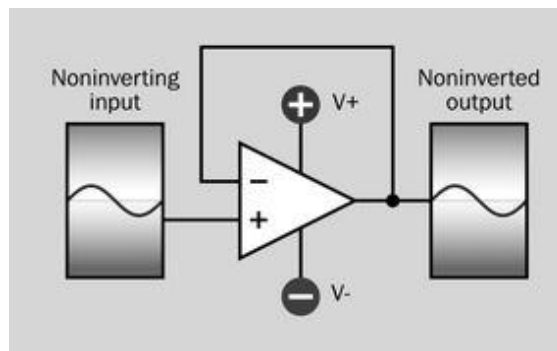 Noninverting
input
Noninverted
output
+ V+
−
+
− V-